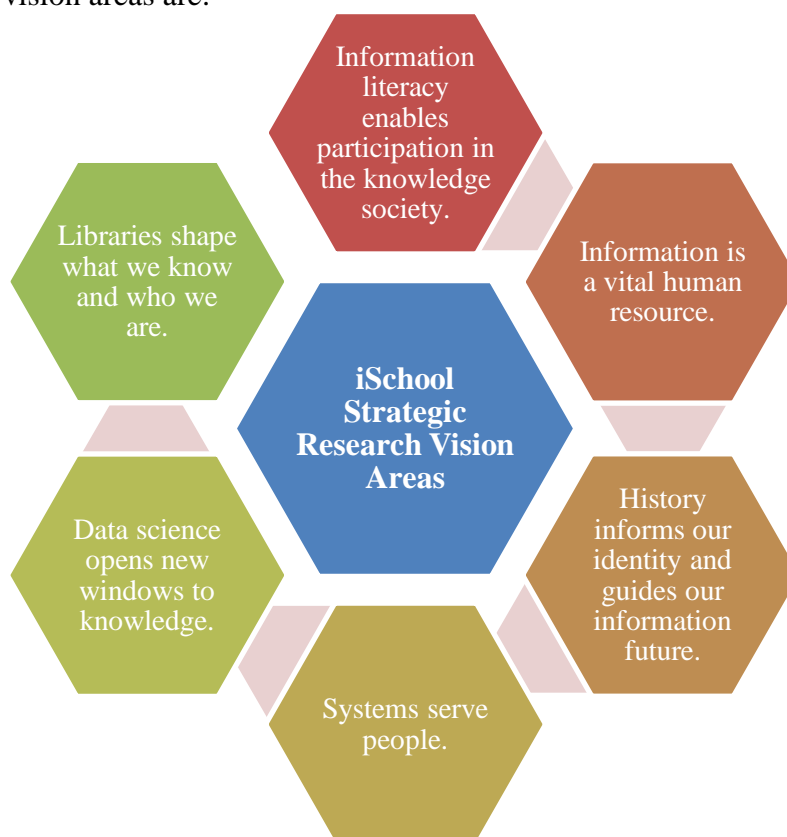 vision areas are:
Information
literacy
enables
participation in
the knowledge
society.
Information is
a vital human
resource.
History
informs our
identity and
guides our
information
future.
Systems serve
people.
Data science
opens new
windows to
knowledge.
Libraries shape
what we know
and who we
are.
iSchool
Strategic
Research Vision
Areas